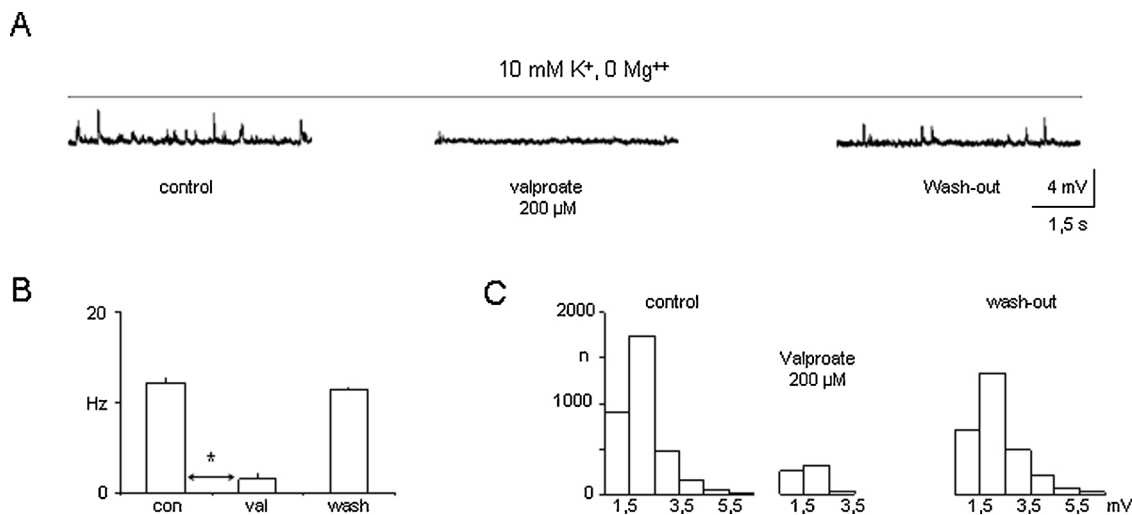 A
10 mM K⁺, 0 Mg⁺⁺
control
valproate
200 µM
Wash-out
4 mV
1,5 s
B
20
Hz
0
*
con val wash
C
2000
n
1000
0
control
Valproate
200 µM
wash-out
1,5 3,5 5,5
1,5 3,5
1,5 3,5 5,5 mV